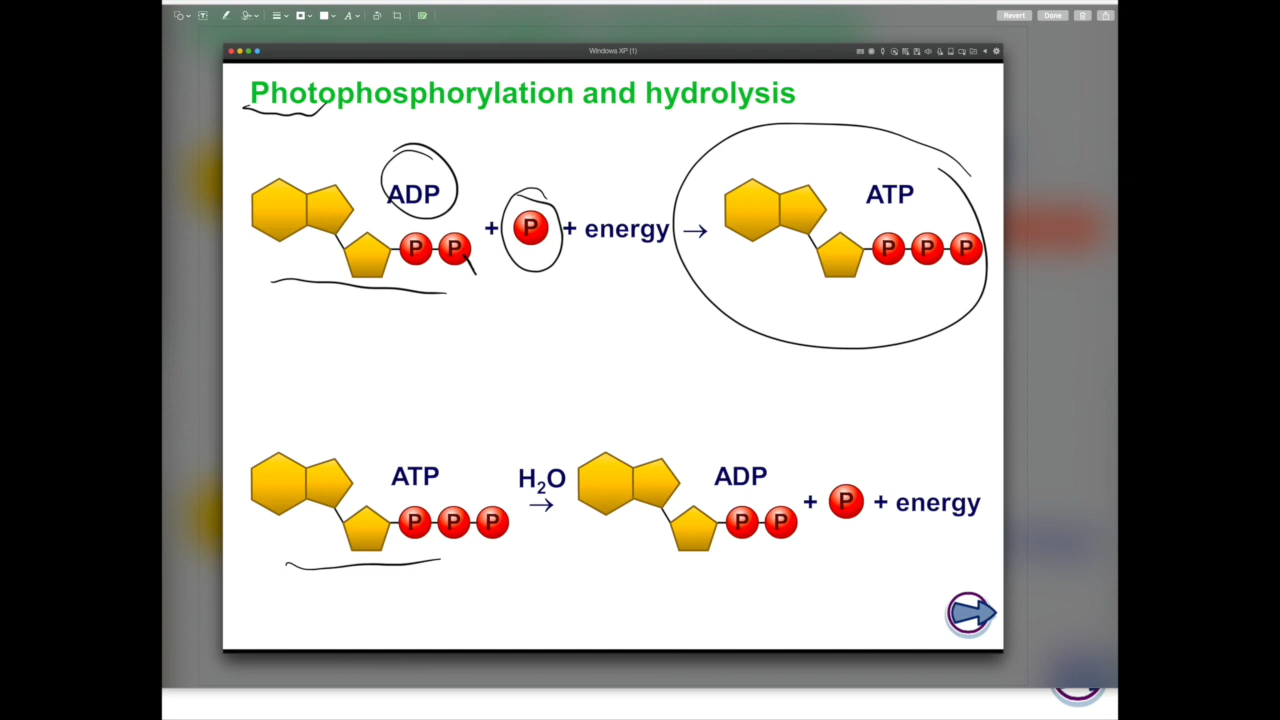 Revert Done
Windows XP (1)
Photophosphorylation and hydrolysis
ADP
P P + P + energy →
ATP
P P P
ATP
P P P
H₂O
→
ADP
P P + P + energy